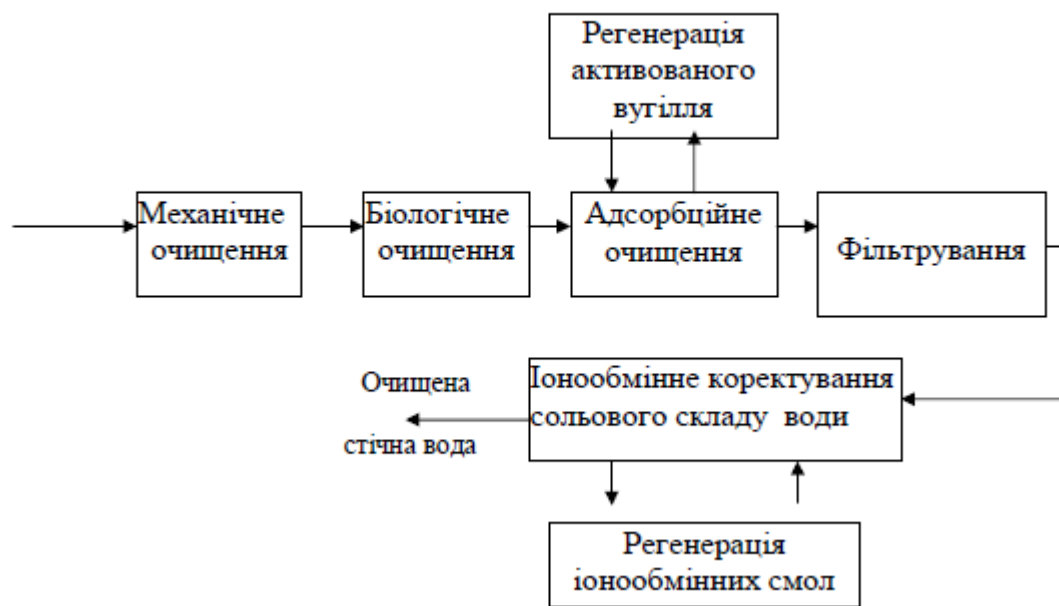 Регенерація
активованого
вугілля
Механічне
очищення
Біологічне
очищення
Адсорбційне
очищення
Фільтрування
Іонообмінне коректування
сольового складу води
Очищена
стічна вода
Регенерація
іонообмінних смол